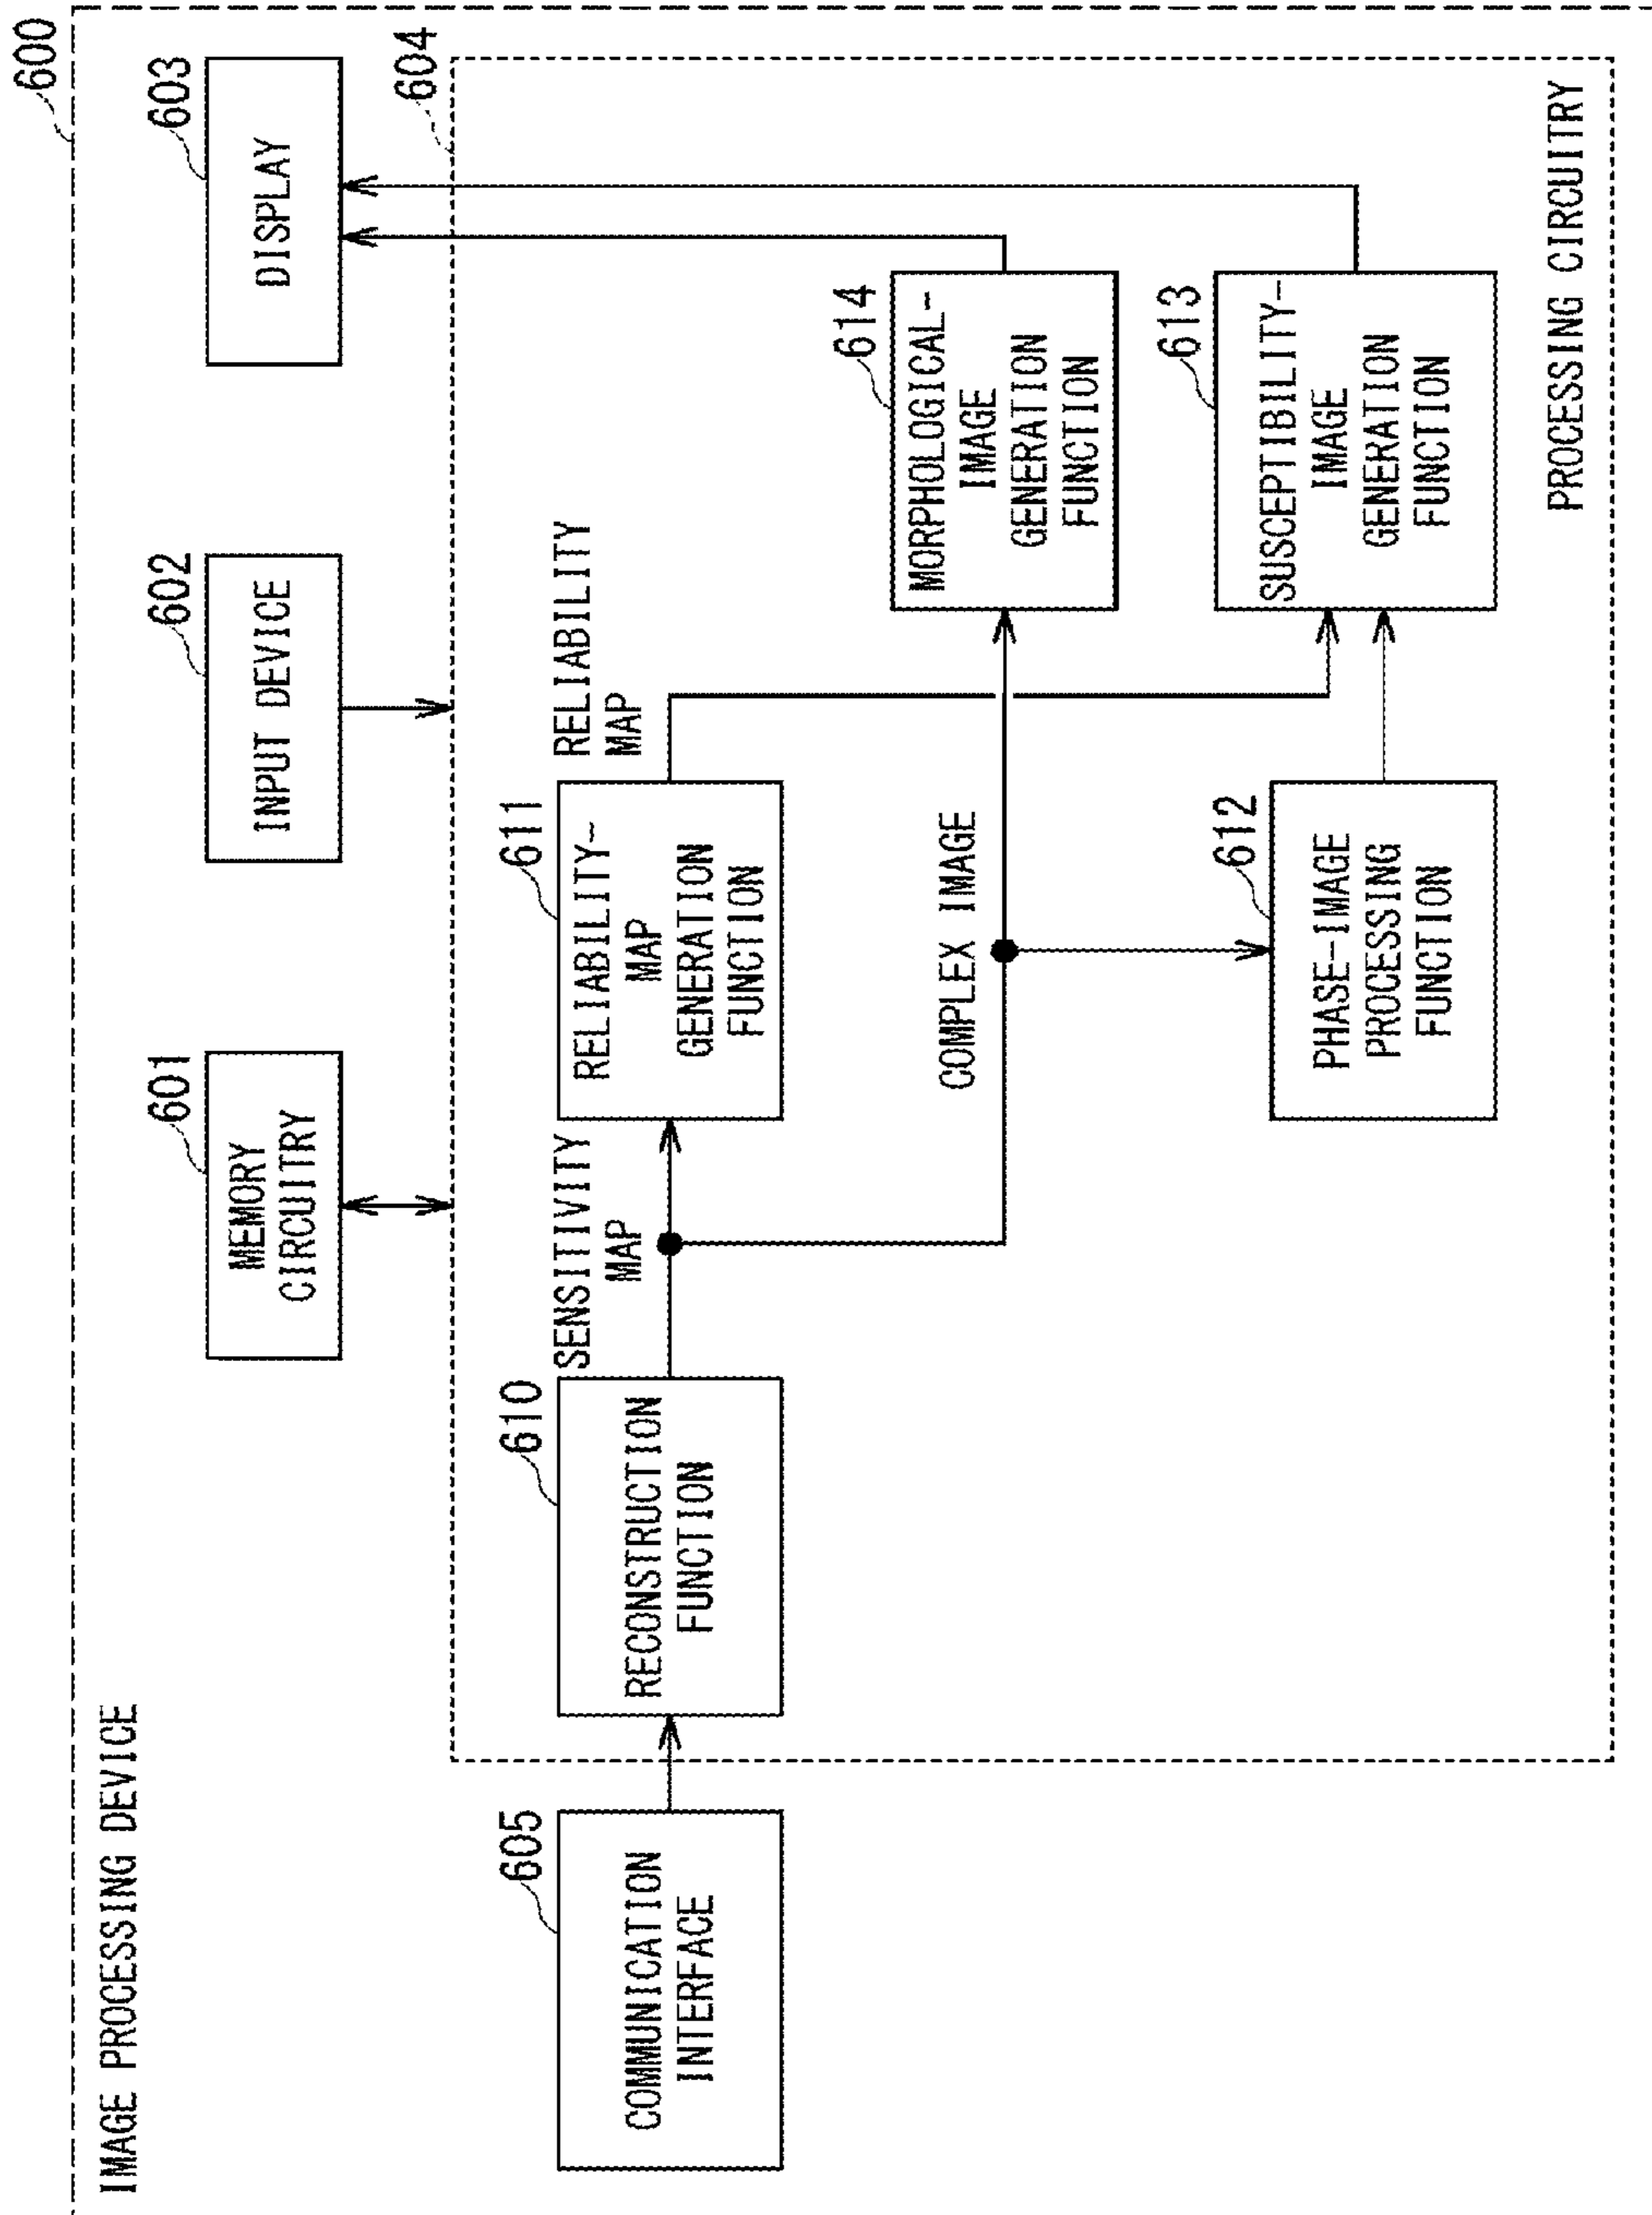 600
IMAGE PROCESSING DEVICE
601
MEMORY
CIRCUITRY
602
INPUT DEVICE
603
DISPLAY
604
605
COMMUNICATION
INTERFACE
610
RECONSTRUCTION
FUNCTION
SENSITIVITY
MAP
611
RELIABILITY-
MAP
GENERATION
FUNCTION
RELIABILITY
MAP
COMPLEX IMAGE
614
MORPHOLOGICAL-
IMAGE
GENERATION
FUNCTION
612
PHASE-IMAGE
PROCESSING
FUNCTION
613
SUSCEPTIBILITY-
IMAGE
GENERATION
FUNCTION
PROCESSING CIRCUITRY